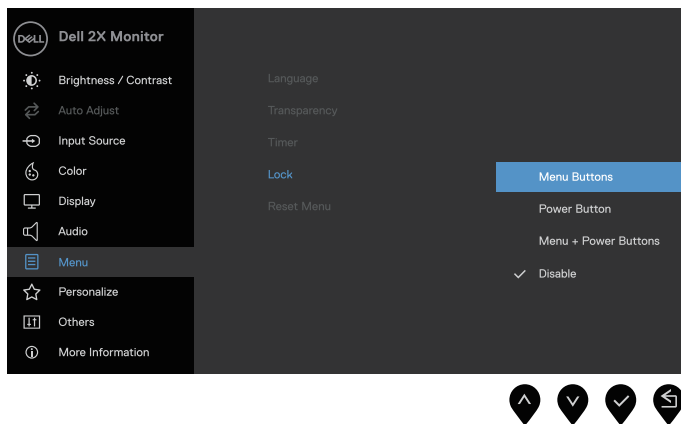 DELL
Dell 2X Monitor
Brightness / Contrast
Auto Adjust
Input Source
Color
Display
Audio
Menu
Personalize
Others
More Information
Language
Transparency
Timer
Lock
Reset Menu
Menu Buttons
Power Button
Menu + Power Buttons
Disable